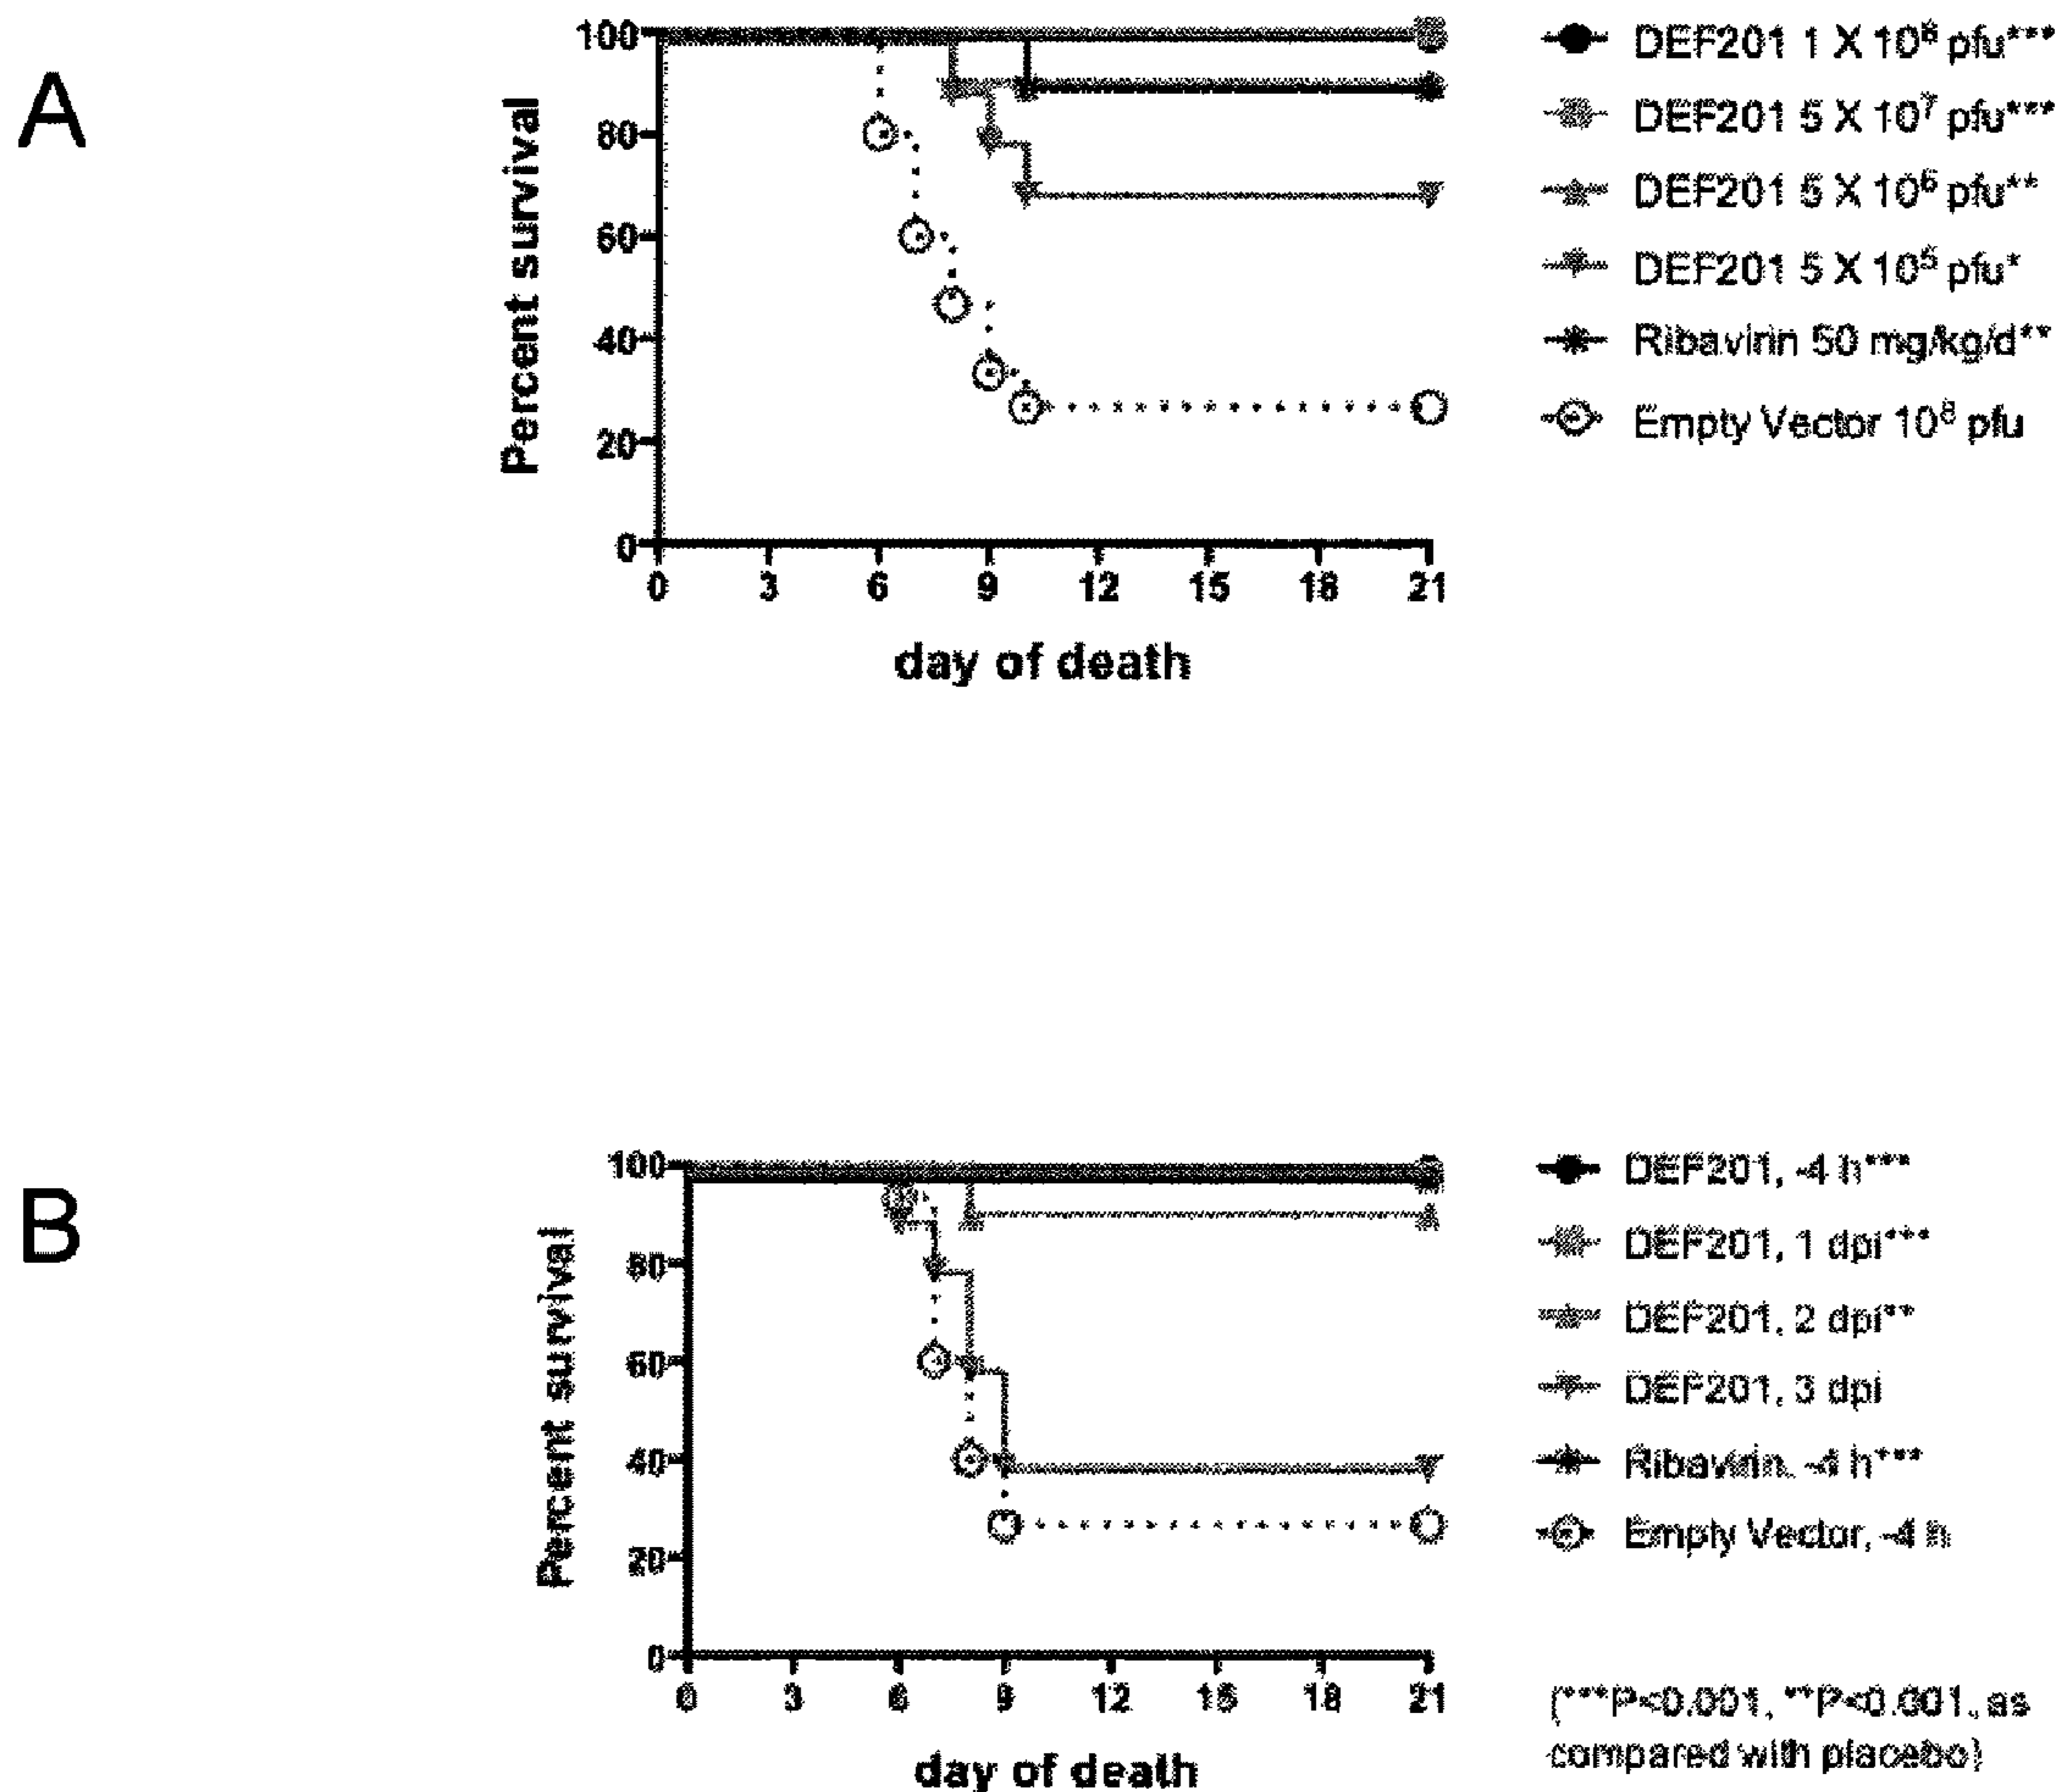 A
100
80
60
40
20
0
0 3 6 9 12 15 18 21
Percent survival
day of death
DEF201 1 X 10⁸ pfu***
DEF201 5 X 10⁷ pfu***
DEF201 5 X 10⁶ pfu**
DEF201 5 X 10⁵ pfu*
Ribavirin 50 mg/kg/d**
Empty Vector 10⁸ pfu
B
100
80
60
40
20
0
0 3 6 9 12 15 18 21
Percent survival
day of death
DEF201, -4 h***
DEF201, 1 dpi***
DEF201, 2 dpi**
DEF201, 3 dpi
Ribavirin, -4 h***
Empty Vector, -4 h
(***P<0.001, **P<0.001, as
compared with placebo)